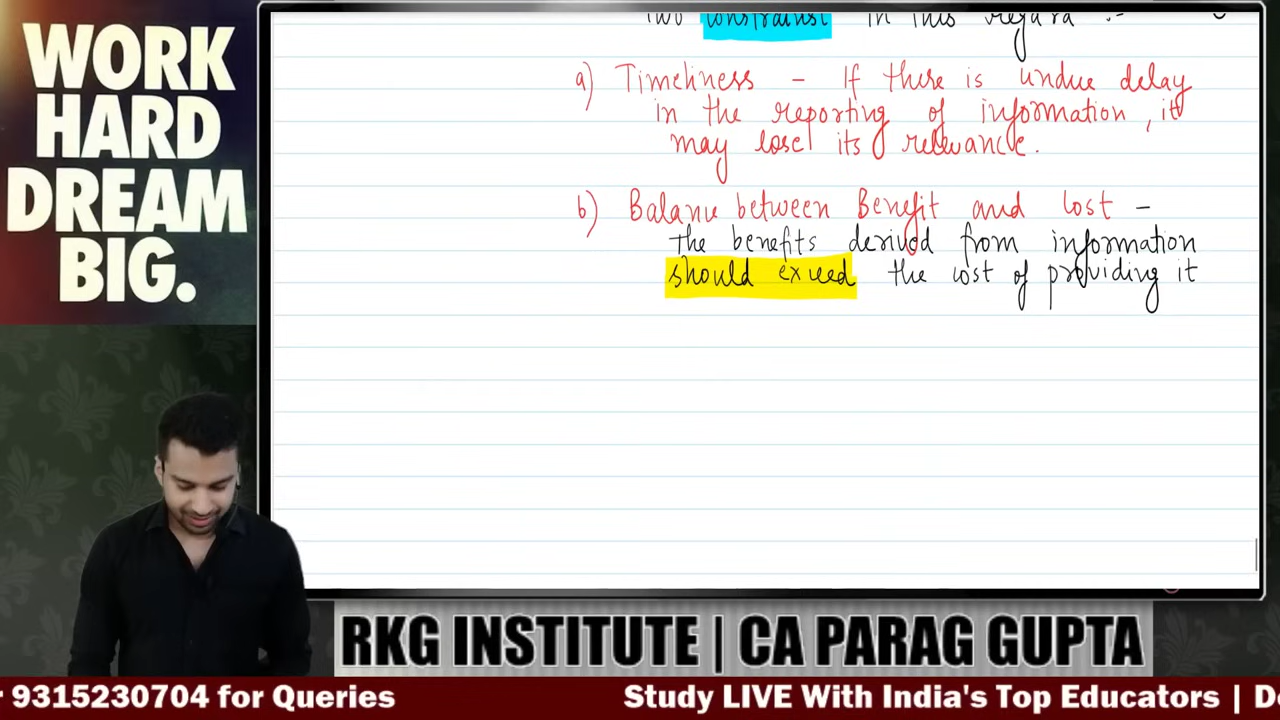 WORK
HARD
DREAM
BIG.
Two constrainst in this regard :-
a) Timeliness - If there is undue delay
in the reporting of information, it
may lose its relevance.
b) Balance between Benefit and Cost -
the benefits derived from information
should exceed the cost of providing it
RKG INSTITUTE | CA PARAG GUPTA
9315230704 for Queries
Study LIVE With India's Top Educators |